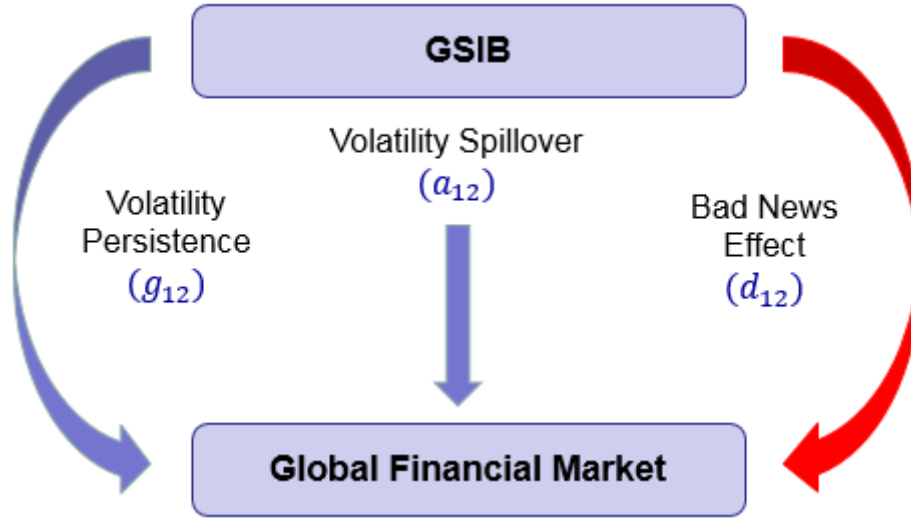 GSIB
Volatility Spillover
(a₁₂)
Volatility
Persistence
(g₁₂)
Bad News
Effect
(d₁₂)
Global Financial Market